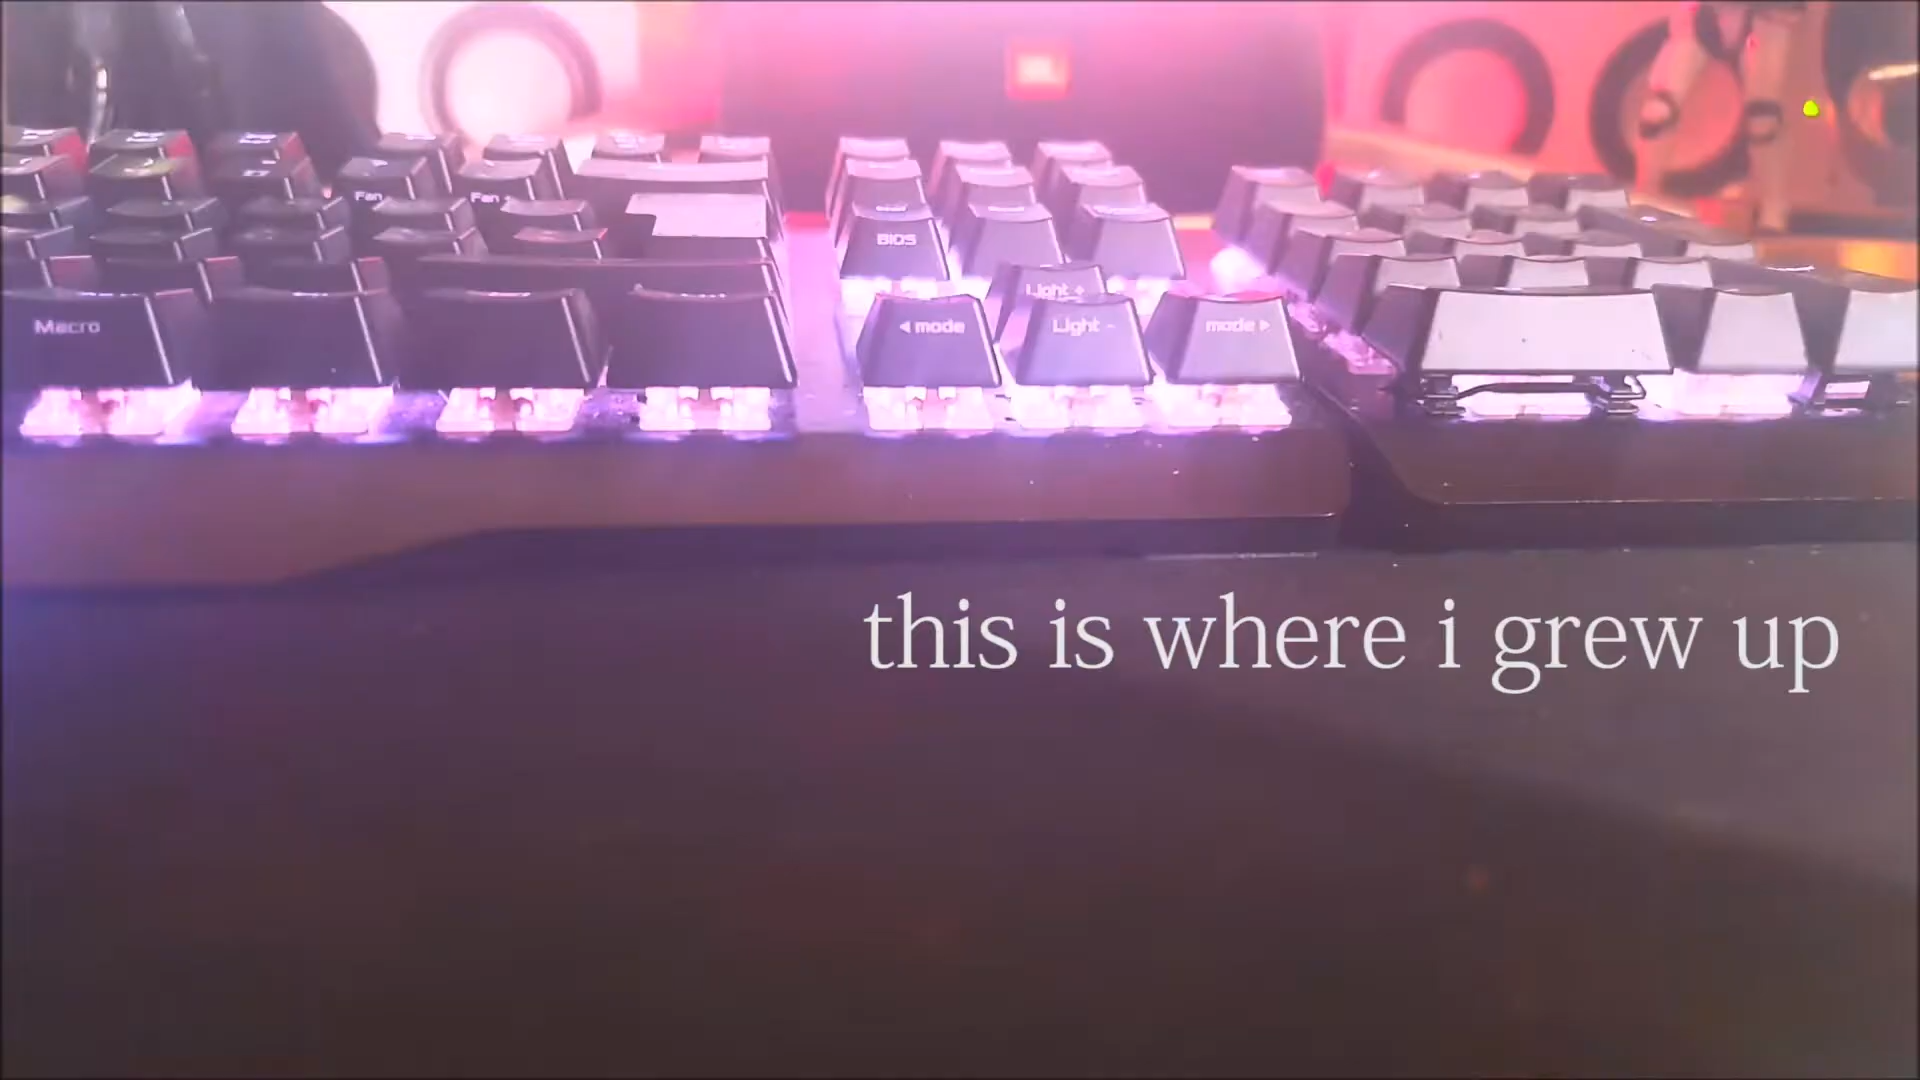 Fan
Fan
BIOS
Light +
Macro
◀ mode
Light -
mode ▶
this is where i grew up